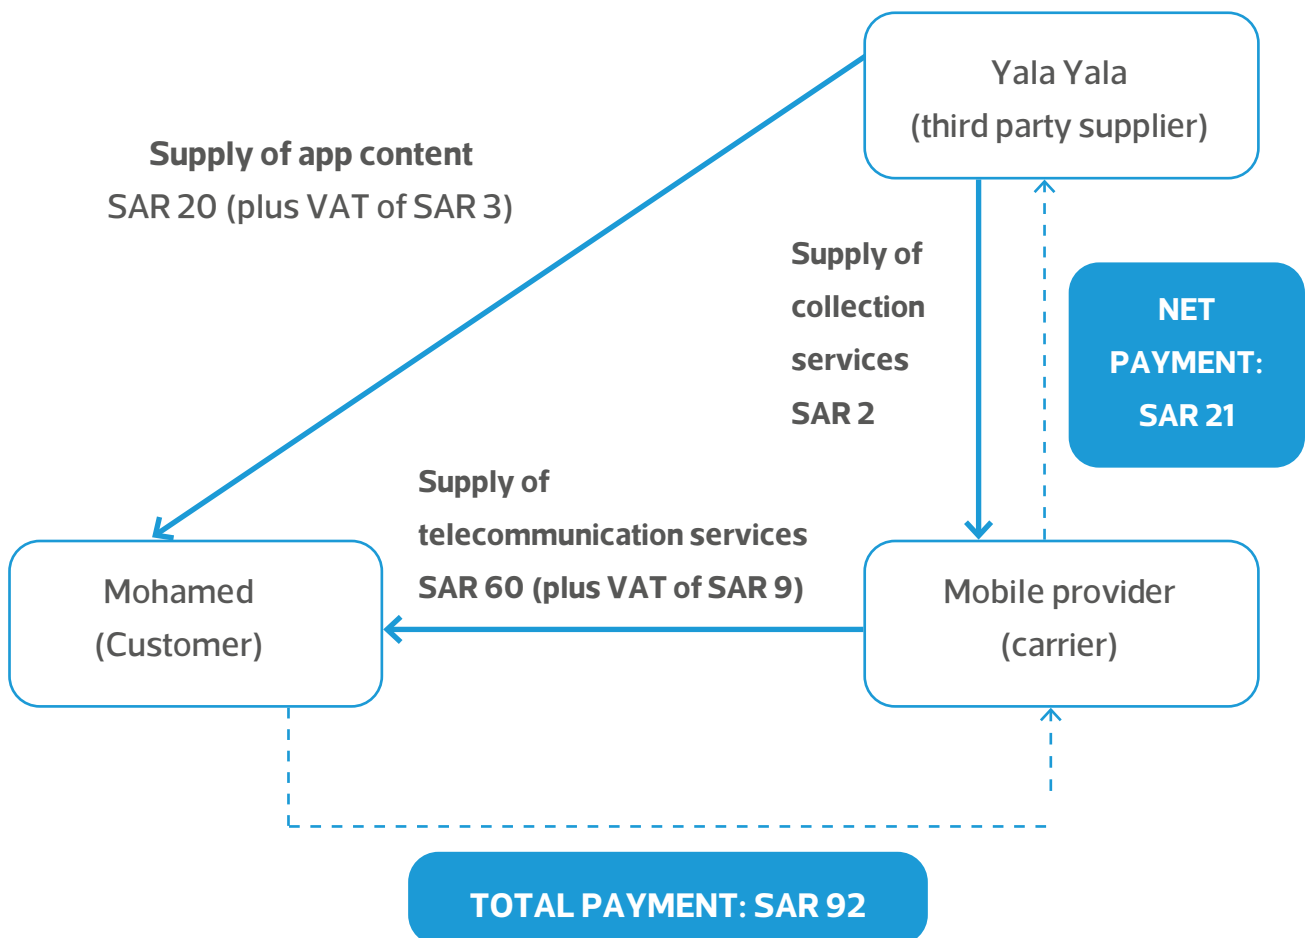 Yala Yala
(third party supplier)
Supply of app content
SAR 20 (plus VAT of SAR 3)
Supply of
collection
services
SAR 2
NET
PAYMENT:
SAR 21
Supply of
telecommunication services
SAR 60 (plus VAT of SAR 9)
Mohamed
(Customer)
Mobile provider
(carrier)
TOTAL PAYMENT: SAR 92